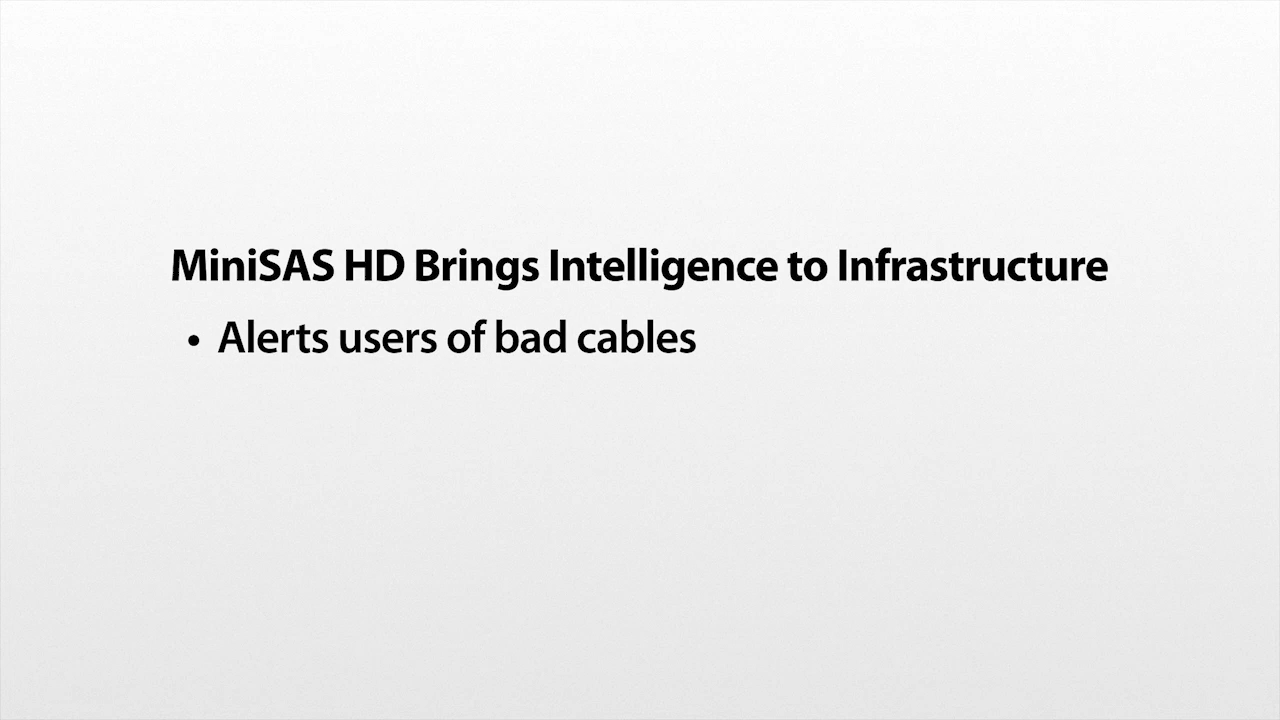 MiniSAS HD Brings Intelligence to Infrastructure
• Alerts users of bad cables